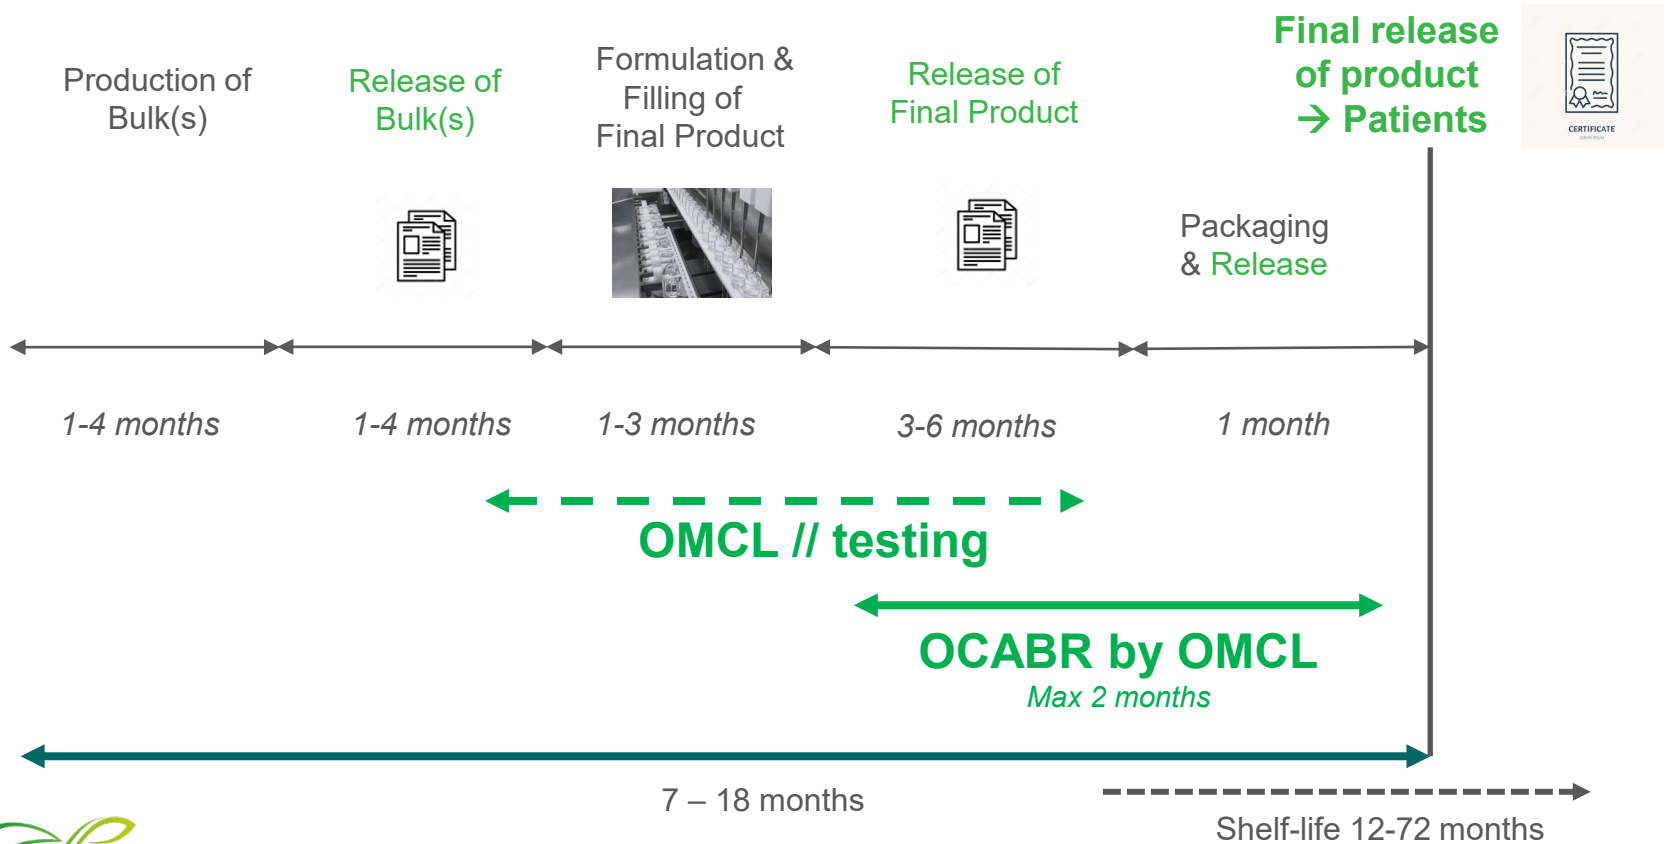 Production of
Bulk(s)
Release of
Bulk(s)
Formulation &
Filling of
Final Product
Release of
Final Product
Final release
of product
→ Patients
CERTIFICATE
Packaging
& Release
1-4 months
1-4 months
1-3 months
3-6 months
1 month
OMCL // testing
OCABR by OMCL
Max 2 months
7 – 18 months
Shelf-life 12-72 months